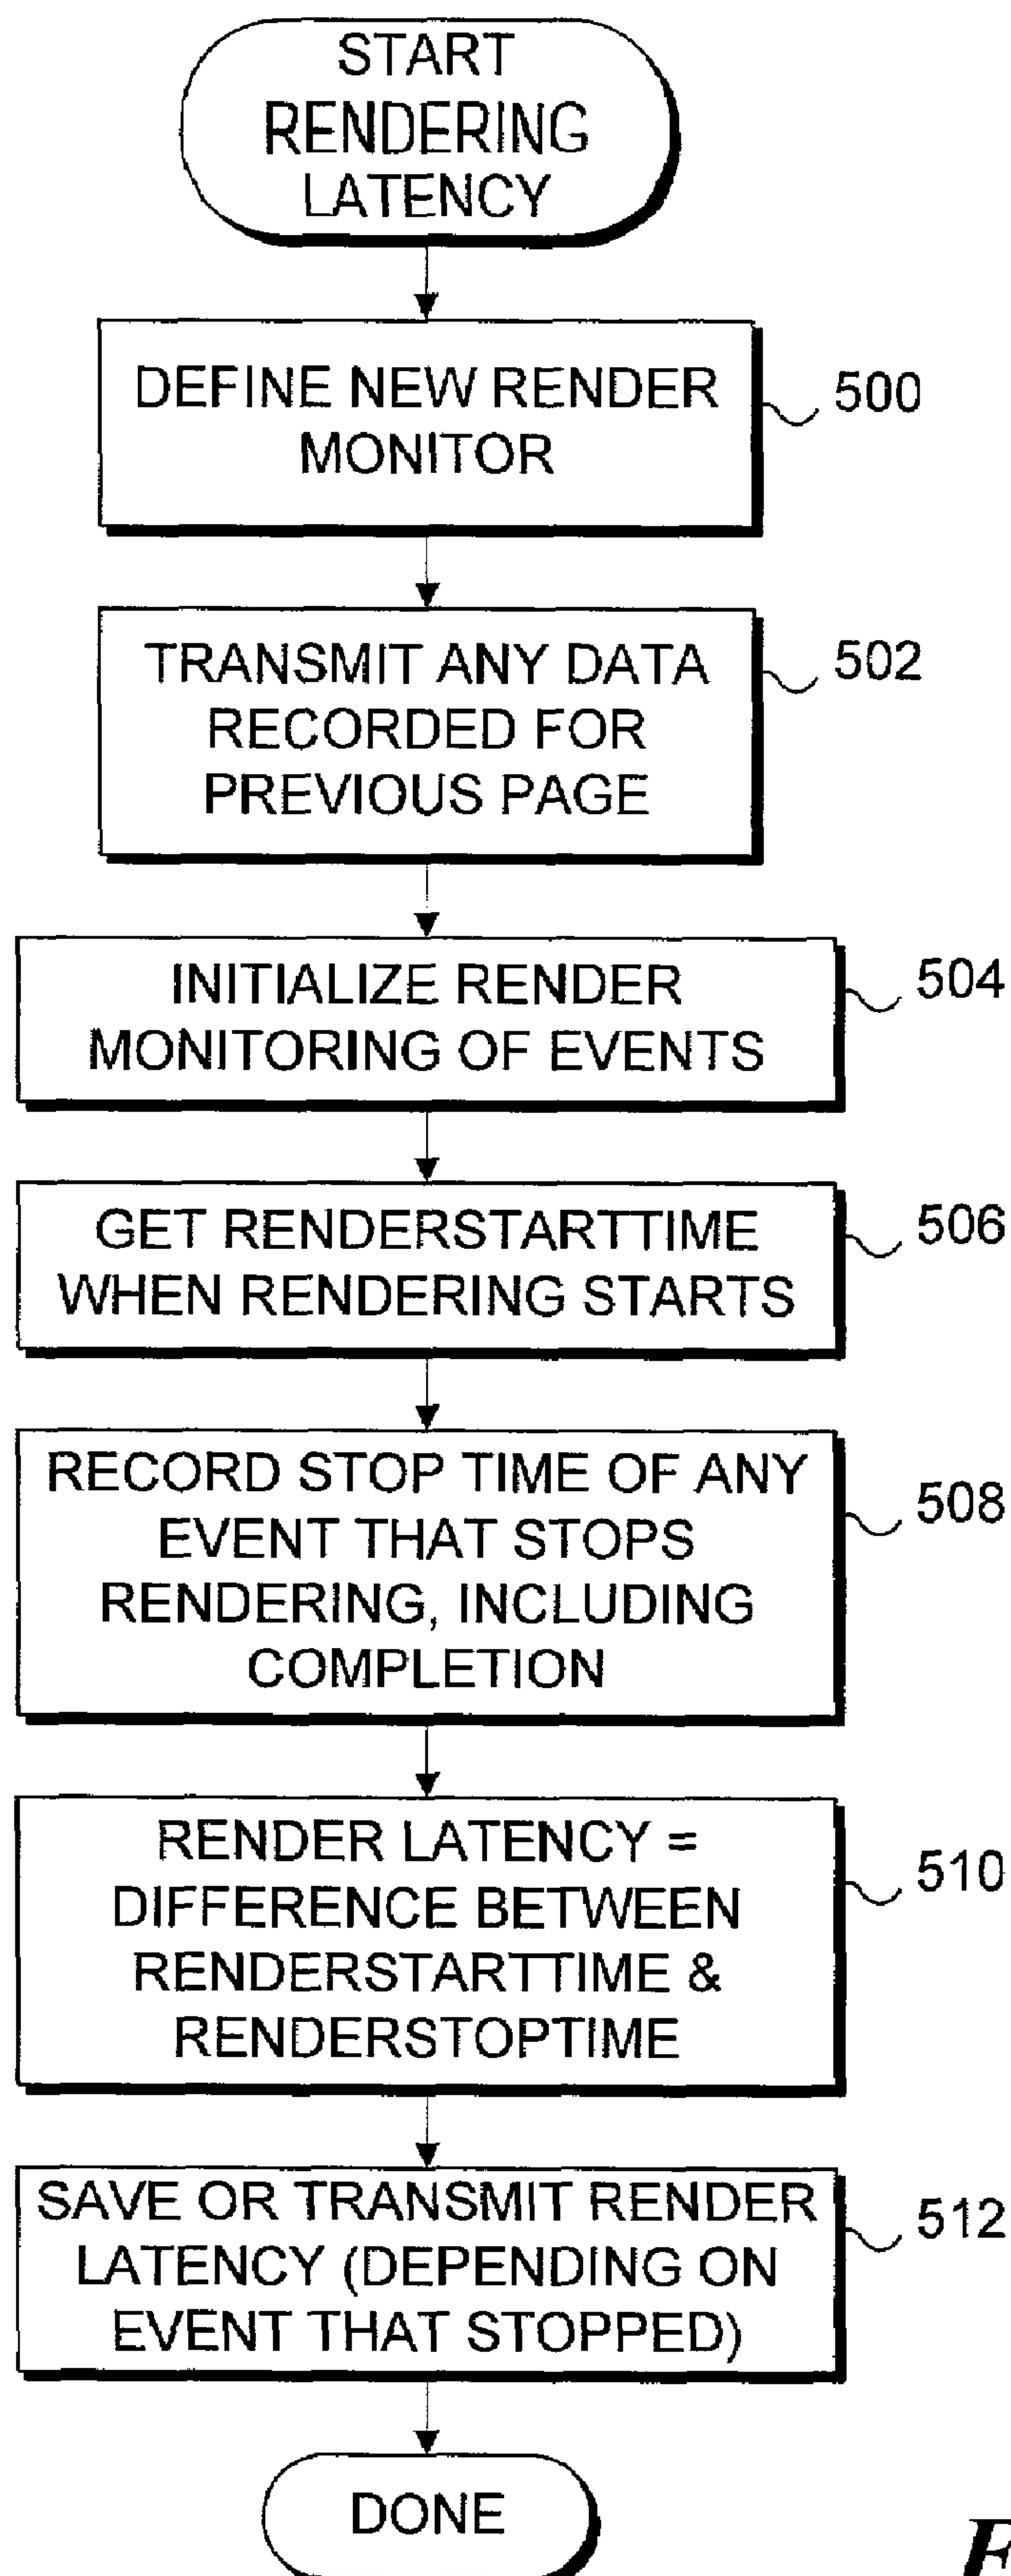 START
RENDERING
LATENCY
DEFINE NEW RENDER
MONITOR
500
TRANSMIT ANY DATA
RECORDED FOR
PREVIOUS PAGE
502
INITIALIZE RENDER
MONITORING OF EVENTS
504
GET RENDERSTARTTIME
WHEN RENDERING STARTS
506
RECORD STOP TIME OF ANY
EVENT THAT STOPS
RENDERING, INCLUDING
COMPLETION
508
RENDER LATENCY =
DIFFERENCE BETWEEN
RENDERSTARTTIME &
RENDERSTOPTIME
510
SAVE OR TRANSMIT RENDER
LATENCY (DEPENDING ON
EVENT THAT STOPPED)
512
DONE